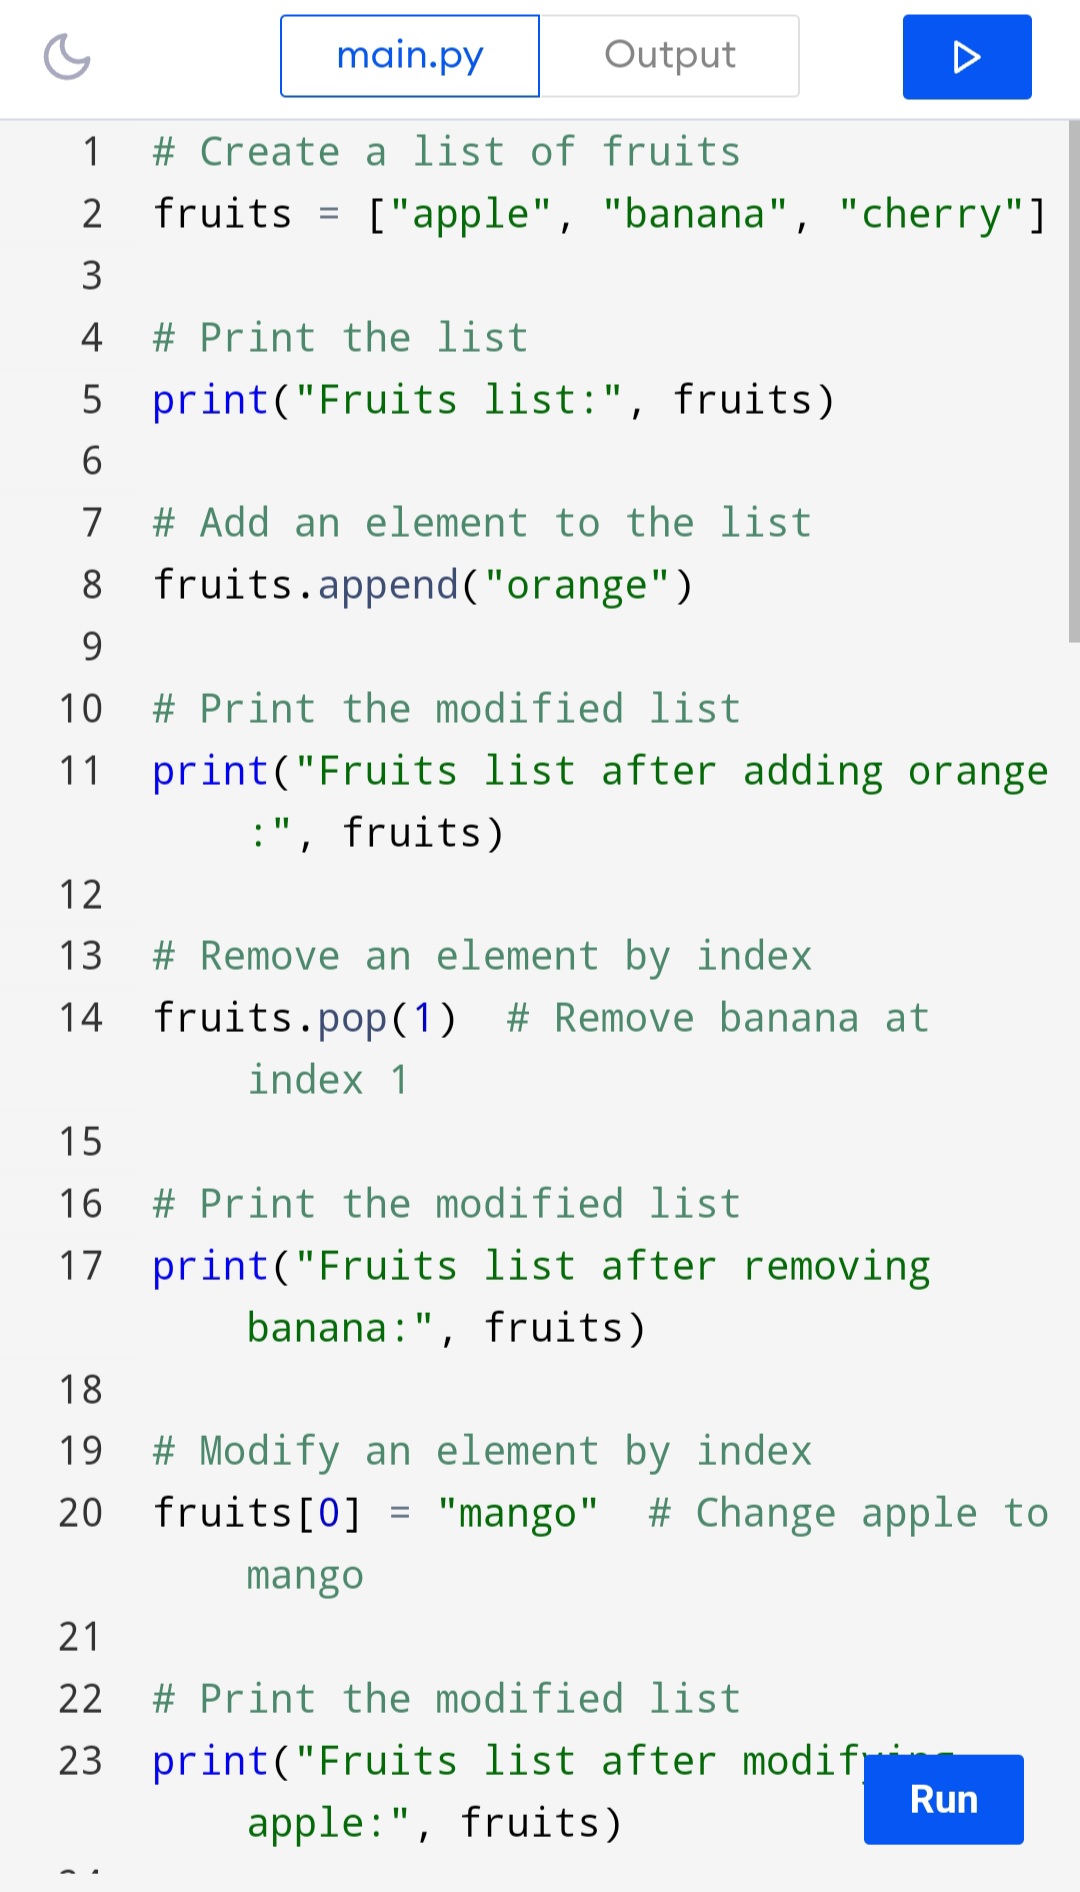 main.py
Output
1 # Create a list of fruits
2 fruits = ["apple", "banana", "cherry"]
3
4 # Print the list
5 print("Fruits list:", fruits)
6
7 # Add an element to the list
8 fruits.append("orange")
9
10 # Print the modified list
11 print("Fruits list after adding orange
:", fruits)
12
13 # Remove an element by index
14 fruits.pop(1)  # Remove banana at
index 1
15
16 # Print the modified list
17 print("Fruits list after removing
banana:", fruits)
18
19 # Modify an element by index
20 fruits[0] = "mango"  # Change apple to
mango
21
22 # Print the modified list
23 print("Fruits list after modifying
apple:", fruits)
Run